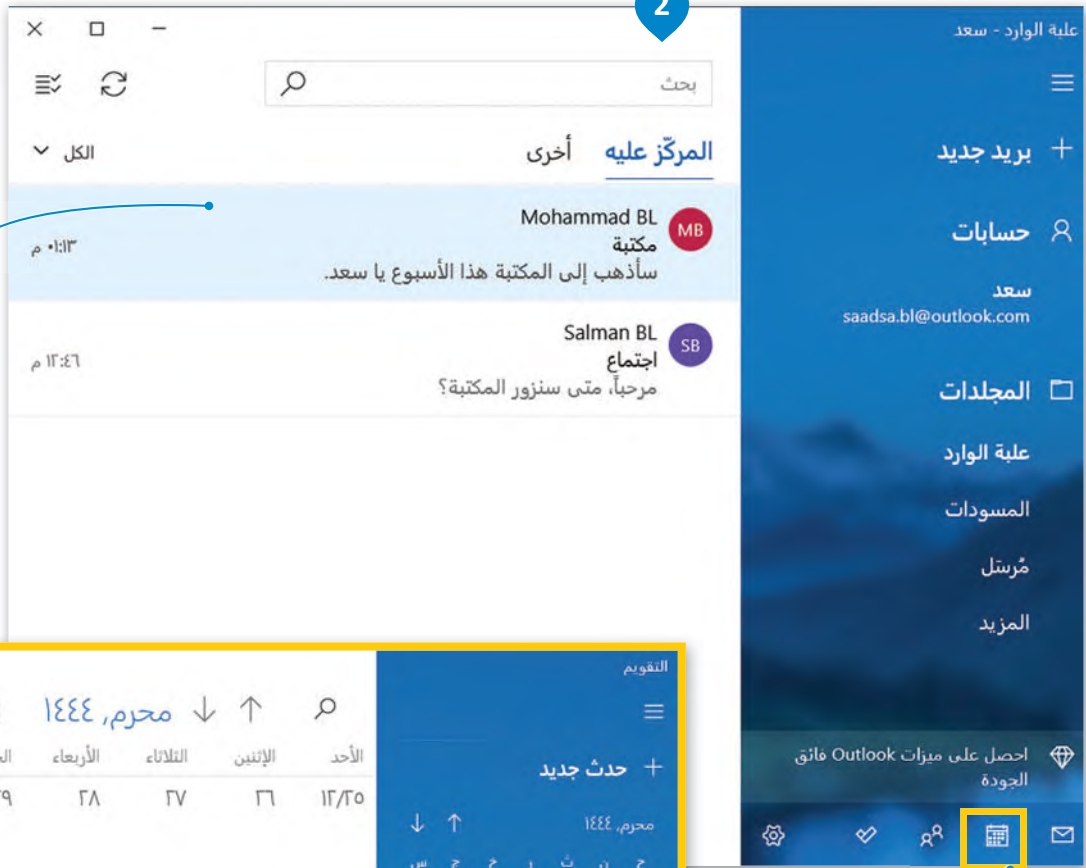 2
علبة الوارد - سعد
بريد جديد
حسابات
سعد
saadsa.bl@outlook.com
المجلدات
علبة الوارد
المسودات
مُرسَل
المزيد
احصل على ميزات Outlook فائق
الجودة
بحث
المركّز عليه أخرى الكل
MB
Mohammad BL
مكتبة
٠١:١٣ م
سأذهب إلى المكتبة هذا الأسبوع يا سعد.
SB
Salman BL
اجتماع
١٢:٤٦ م
مرحباً، متى سنزور المكتبة؟
التقويم
حدث جديد
محرم, ١٤٤٤
محرم, ١٤٤٤
الأحد الإثنين الثلاثاء الأربعاء
١٢/٢٥ ٢٦ ٢٧ ٢٨